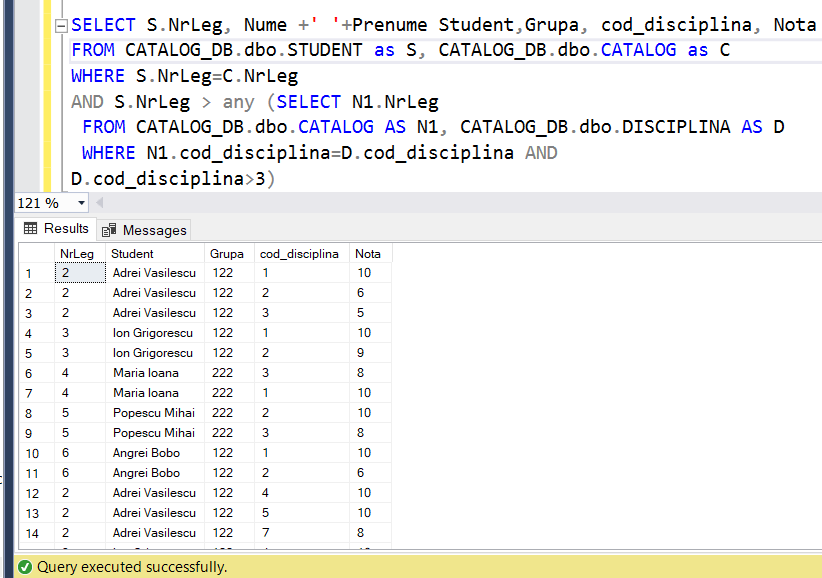 SELECT S.NrLeg, Nume +' '+Prenume Student,Grupa, cod_disciplina, Nota
FROM CATALOG_DB.dbo.STUDENT as S, CATALOG_DB.dbo.CATALOG as C
WHERE S.NrLeg=C.NrLeg
AND S.NrLeg > any (SELECT N1.NrLeg
FROM CATALOG_DB.dbo.CATALOG AS N1, CATALOG_DB.dbo.DISCIPLINA AS D
WHERE N1.cod_disciplina=D.cod_disciplina AND
D.cod_disciplina>3)
121 %
Results Messages
NrLeg Student Grupa cod_disciplina Nota
1 2 Adrei Vasilescu 122 1 10
2 2 Adrei Vasilescu 122 2 6
3 2 Adrei Vasilescu 122 3 5
4 3 Ion Grigorescu 122 1 10
5 3 Ion Grigorescu 122 2 9
6 4 Maria Ioana 222 3 8
7 4 Maria Ioana 222 1 10
8 5 Popescu Mihai 222 2 10
9 5 Popescu Mihai 222 3 8
10 6 Angrei Bobo 122 1 10
11 6 Angrei Bobo 122 2 6
12 2 Adrei Vasilescu 122 4 10
13 2 Adrei Vasilescu 122 5 10
14 2 Adrei Vasilescu 122 7 8
Query executed successfully.